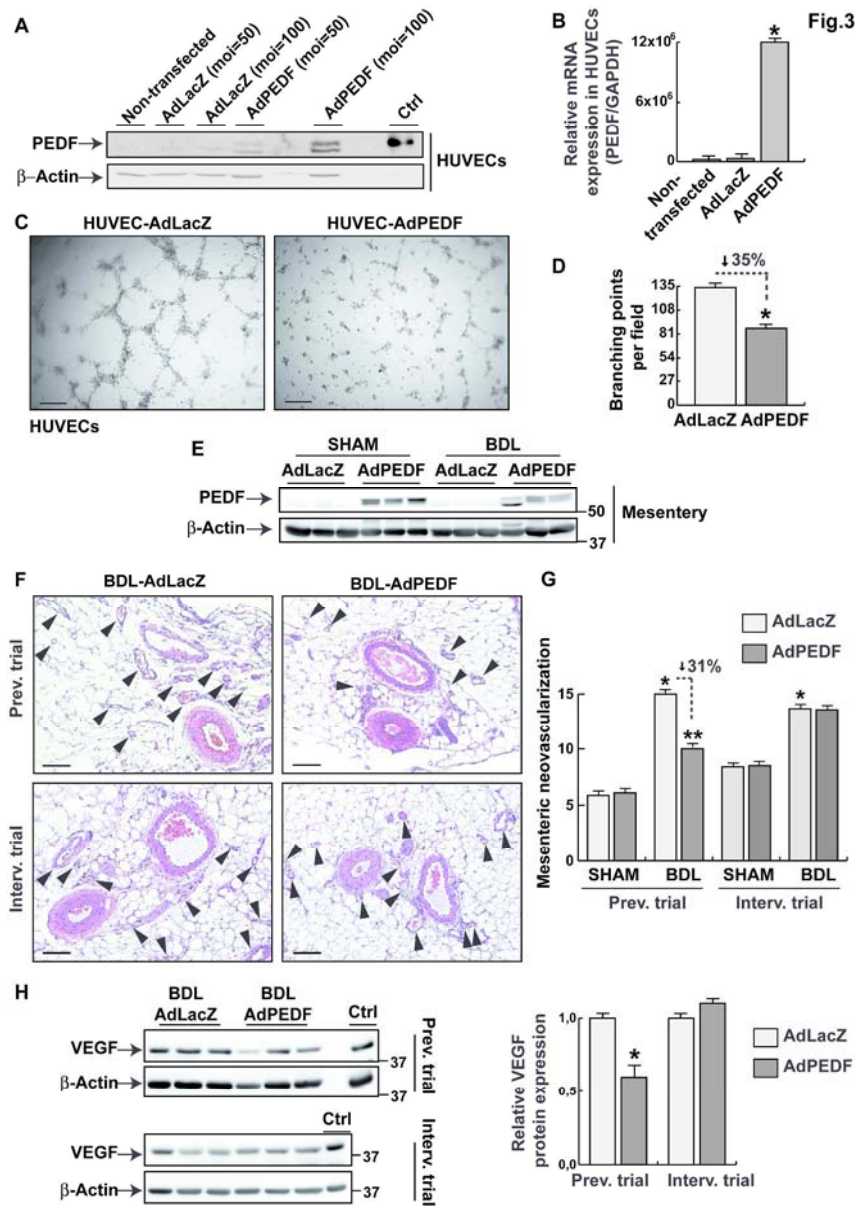 Fig.3
A
Non-transfected
AdLacZ (moi=50)
AdLacZ (moi=100)
AdPEDF (moi=50)
AdPEDF (moi=100)
Ctrl
PEDF
β-Actin
HUVECs
B
Relative mRNA
expression in HUVECs
(PEDF/GAPDH)
12x10⁶
6x10⁶
0
*
Non-
transfected
AdLacZ
AdPEDF
C
HUVEC-AdLacZ
HUVEC-AdPEDF
HUVECs
D
↓35%
Branching points
per field
135
108
81
54
27
0
*
AdLacZ AdPEDF
E
SHAM BDL
AdLacZ AdPEDF AdLacZ AdPEDF
PEDF
50
β-Actin
37
Mesentery
F
BDL-AdLacZ
BDL-AdPEDF
Prev. trial
Interv. trial
G
AdLacZ
AdPEDF
Mesenteric neovascularization
15
10
5
0
* ↓31%
**
*
SHAM BDL SHAM BDL
Prev. trial Interv. trial
H
BDL BDL
AdLacZ AdPEDF Ctrl
VEGF
37
β-Actin
37
Prev.
trial
Ctrl
VEGF
37
β-Actin
37
Interv.
trial
Relative VEGF
protein expression
1,0
0,5
0,0
*
Prev. trial Interv. trial
AdLacZ
AdPEDF